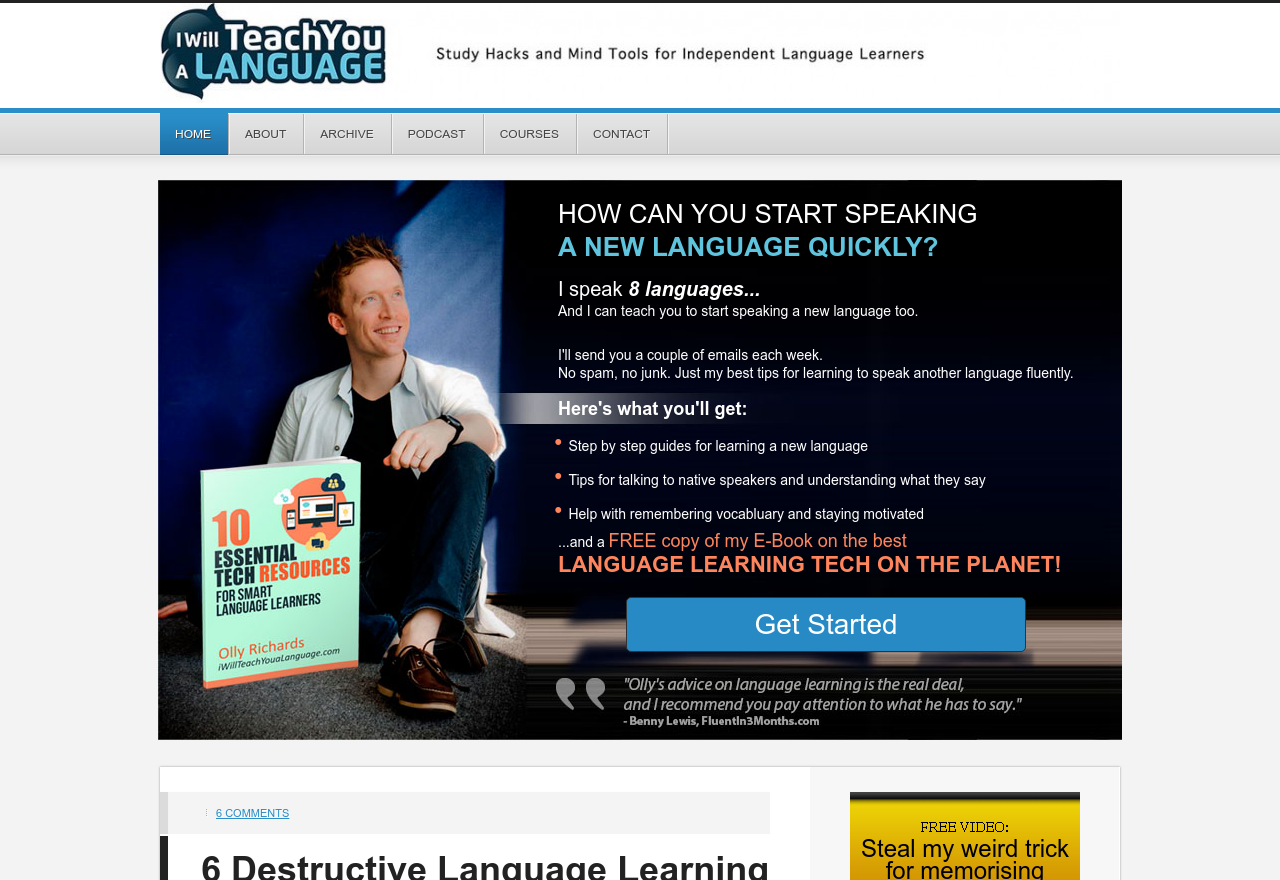 I WILL TEACHYOU
A LANGUAGE
Study Hacks and Mind Tools for Independent Language Learners
HOME
ABOUT
ARCHIVE
PODCAST
COURSES
CONTACT
HOW CAN YOU START SPEAKING
A NEW LANGUAGE QUICKLY?
I speak 8 languages...
And I can teach you to start speaking a new language too.
I'll send you a couple of emails each week.
No spam, no junk. Just my best tips for learning to speak another language fluently.
Here's what you'll get:
• Step by step guides for learning a new language
• Tips for talking to native speakers and understanding what they say
• Help with remembering vocabluary and staying motivated
...and a FREE copy of my E-Book on the best
LANGUAGE LEARNING TECH ON THE PLANET!
10
ESSENTIAL
TECH RESOURCES
FOR SMART
LANGUAGE LEARNERS
Olly Richards
iWillTeachYouaLanguage.com
Get Started
"Olly's advice on language learning is the real deal,
and I recommend you pay attention to what he has to say."
- Benny Lewis, FluentIn3Months.com
6 COMMENTS
6 Destructive Language Learning
FREE VIDEO:
Steal my weird trick
for memorising